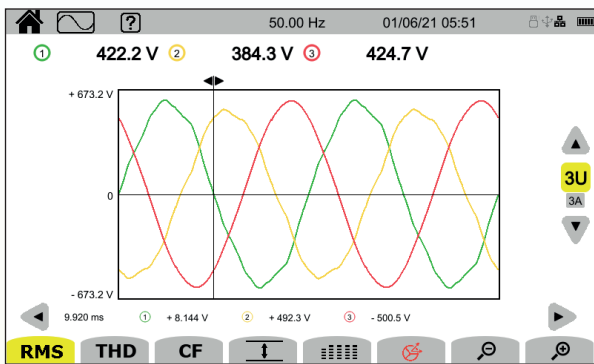 ? 50.00 Hz 01/06/21 05:51
1 422.2 V 2 384.3 V 3 424.7 V
+ 673.2 V
0
- 673.2 V
3U
3A
9.920 ms 1 + 8.144 V 2 + 492.3 V 3 - 500.5 V
RMS THD CF